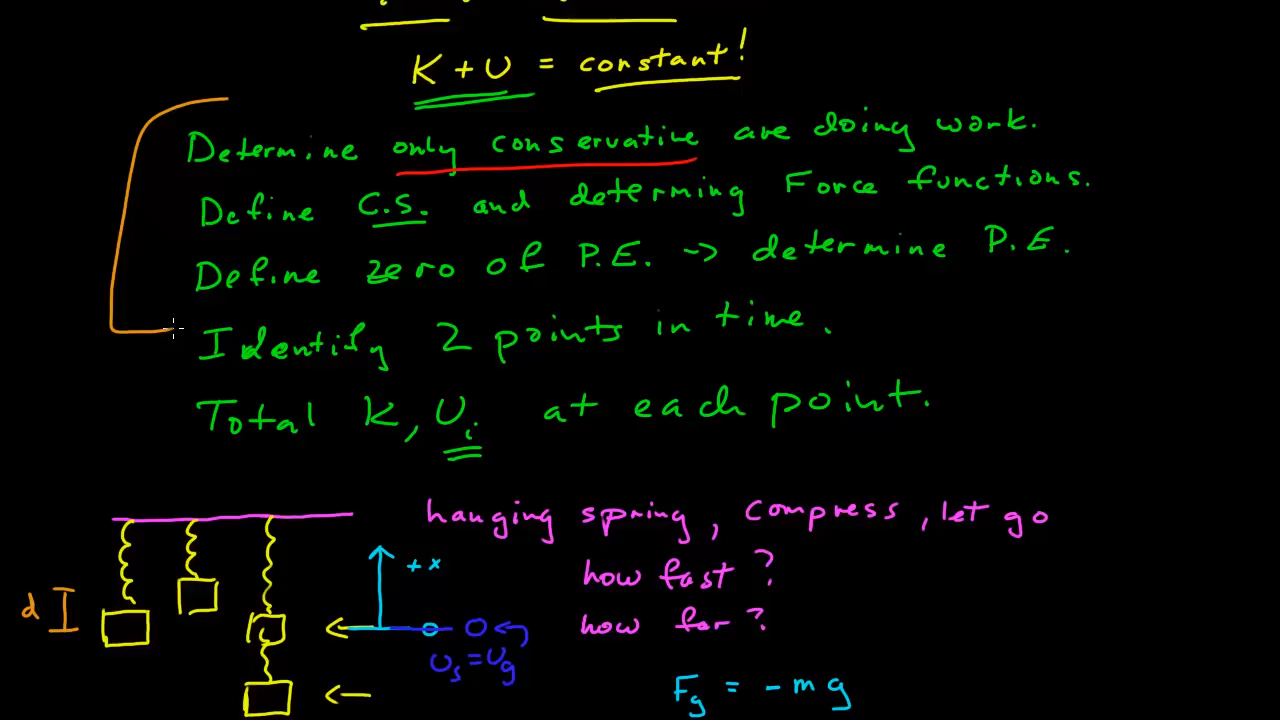 K + U = constant!
Determine only conservative are doing work.
Define C.S. and determing Force functions.
Define zero of P.E. → determine P.E.
Identify 2 points in time.
Total K, Ui at each point.
hanging spring, compress, let go
how fast?
how far?
d
+x
0
Us = Ug
Fg = -mg